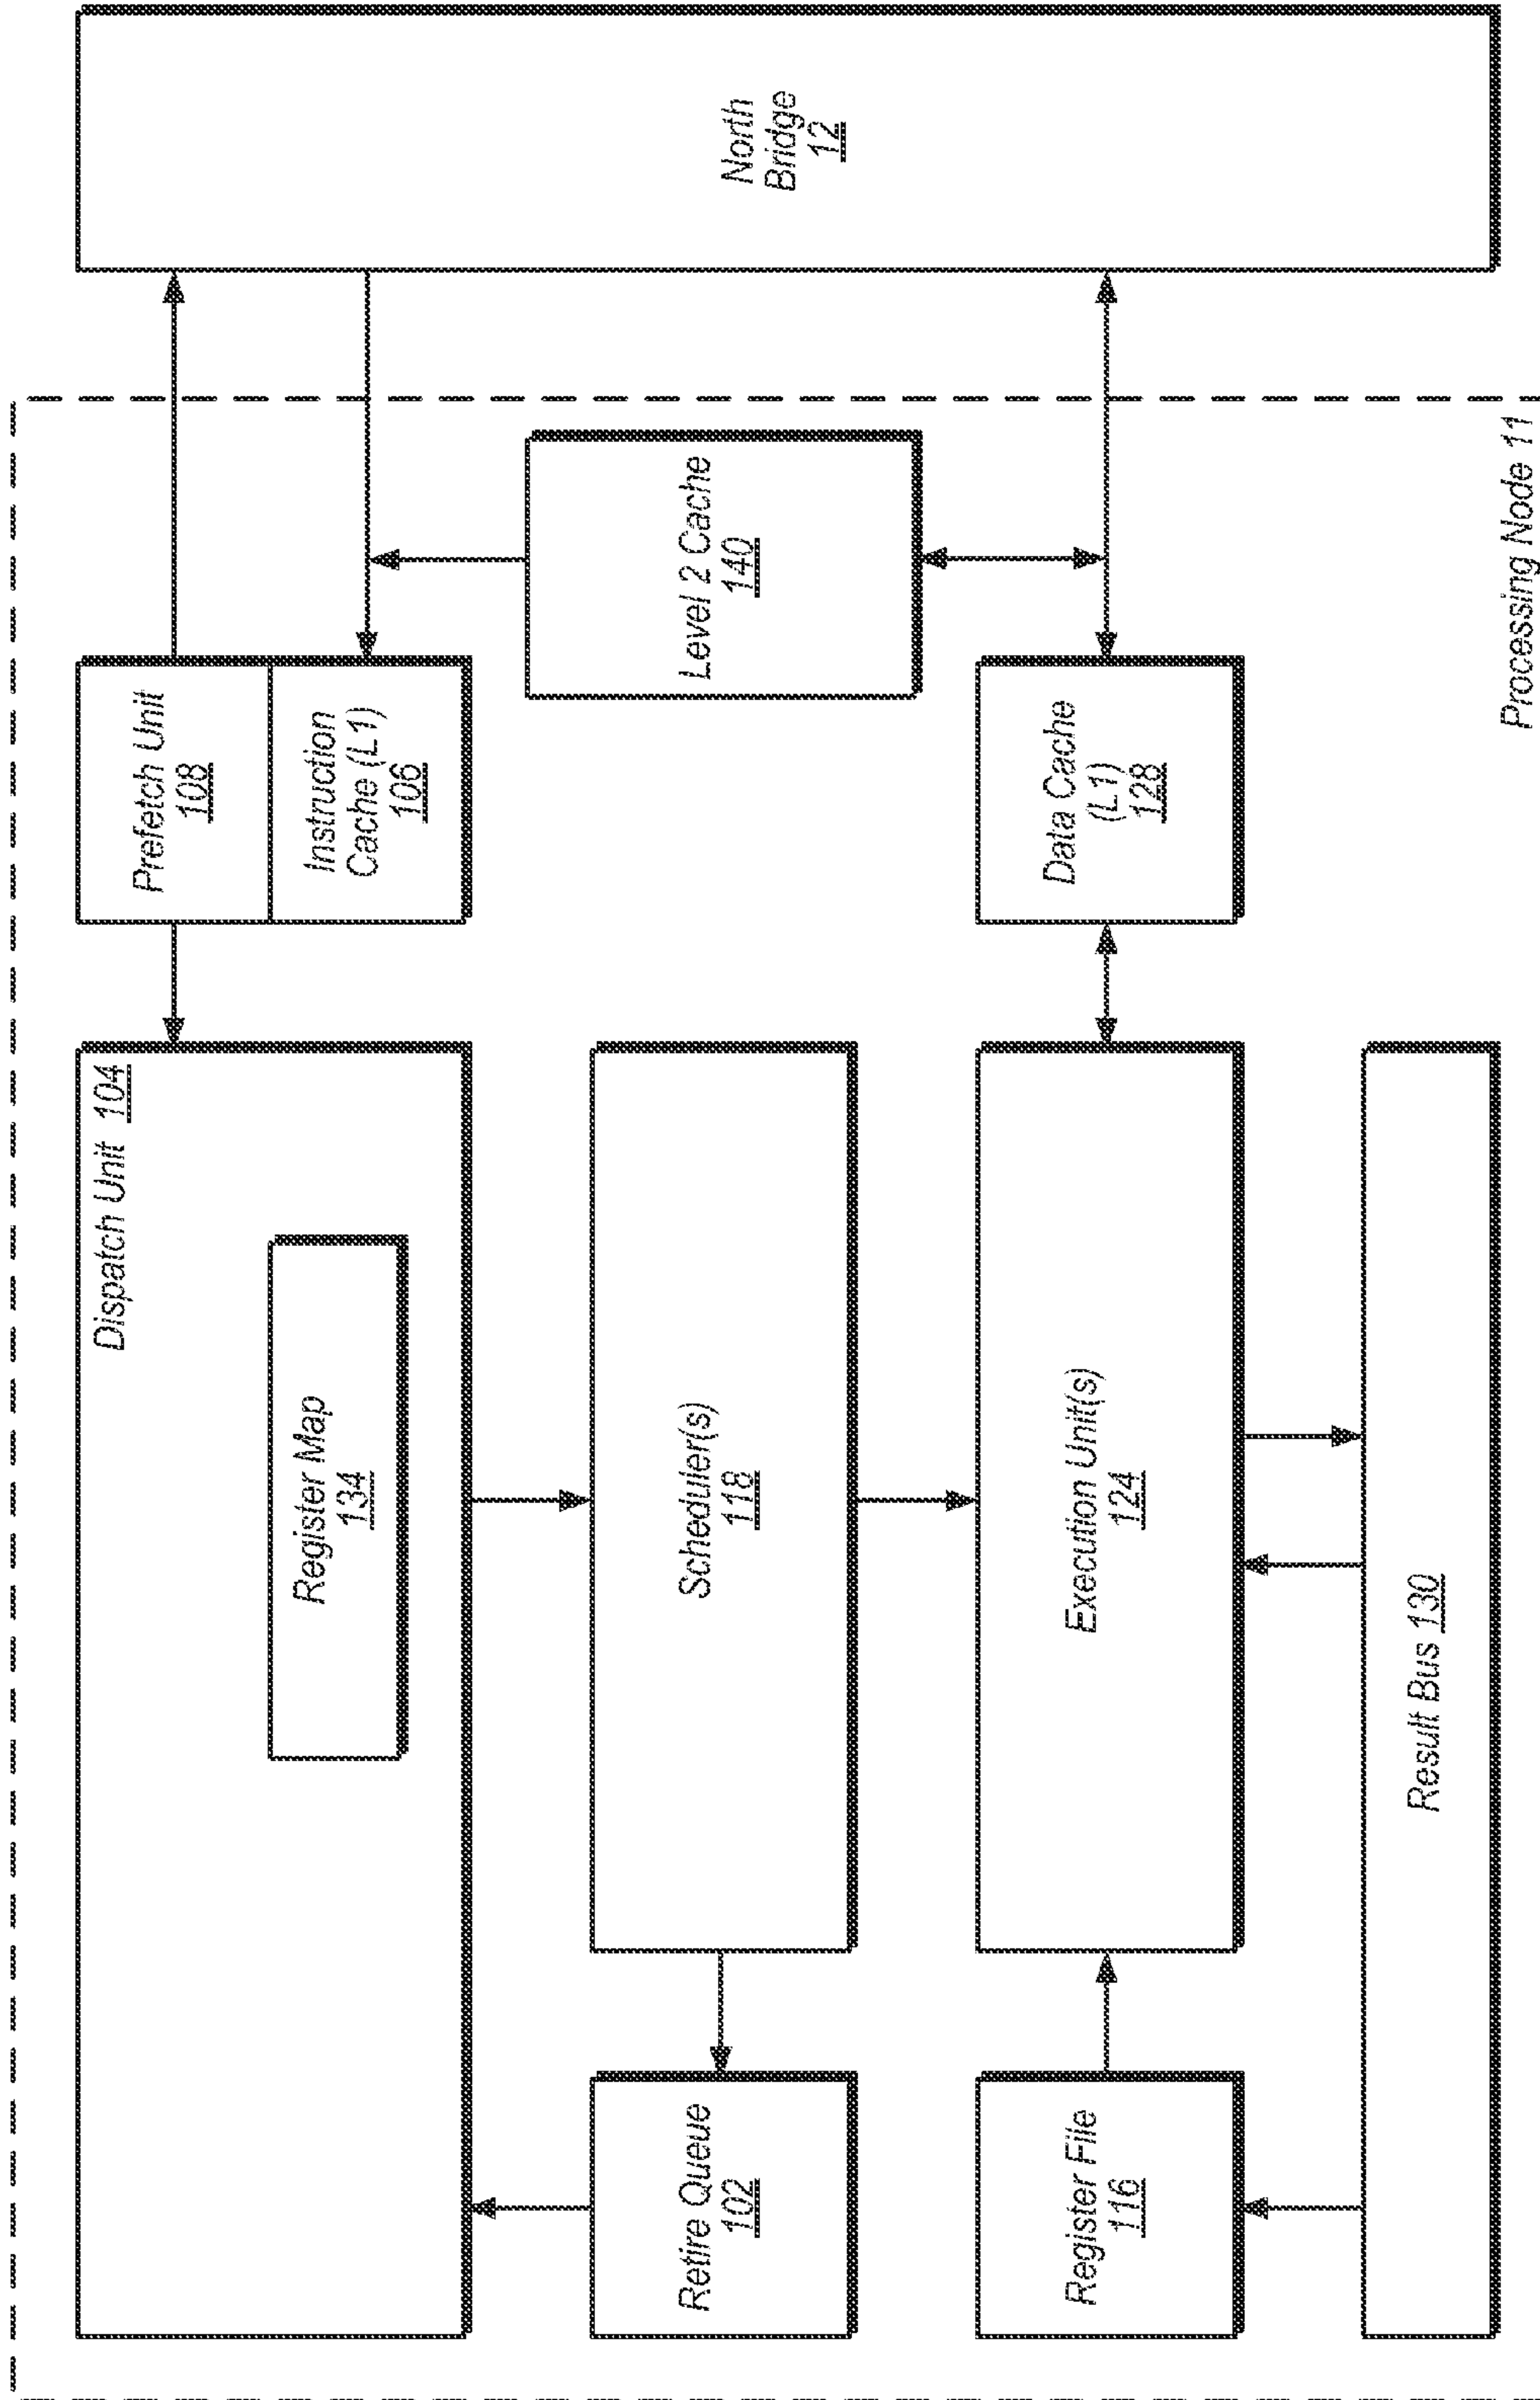 North
Bridge
12
Prefetch Unit
108
Instruction
Cache (L1)
106
Level 2 Cache
140
Data Cache
(L1)
128
Processing Node 11
Dispatch Unit 104
Register Map
134
Scheduler(s)
118
Execution Unit(s)
124
Result Bus 130
Retire Queue
102
Register File
116